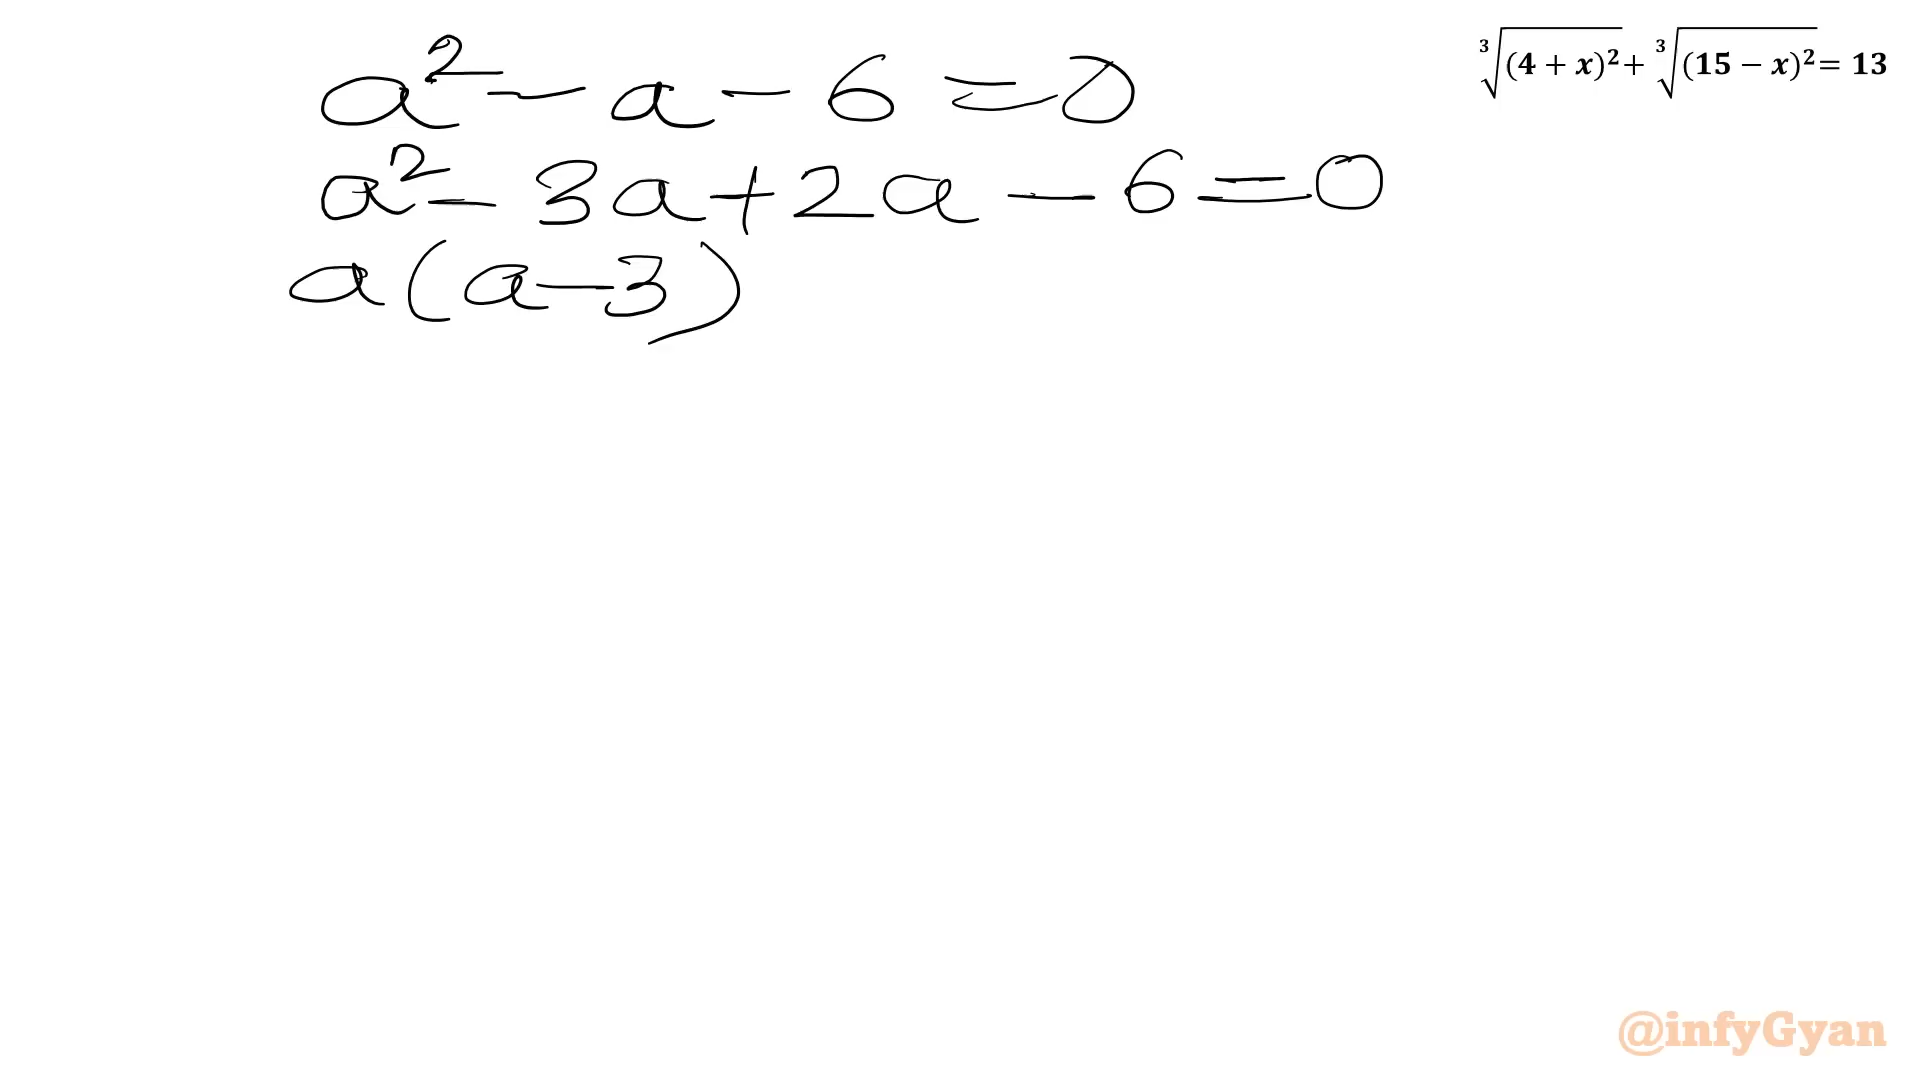 a² - a - 6 = 0
∛(4 + x)² + ∛(15 - x)² = 13
a² - 3a + 2a - 6 = 0
a(a - 3)
@infyGyan